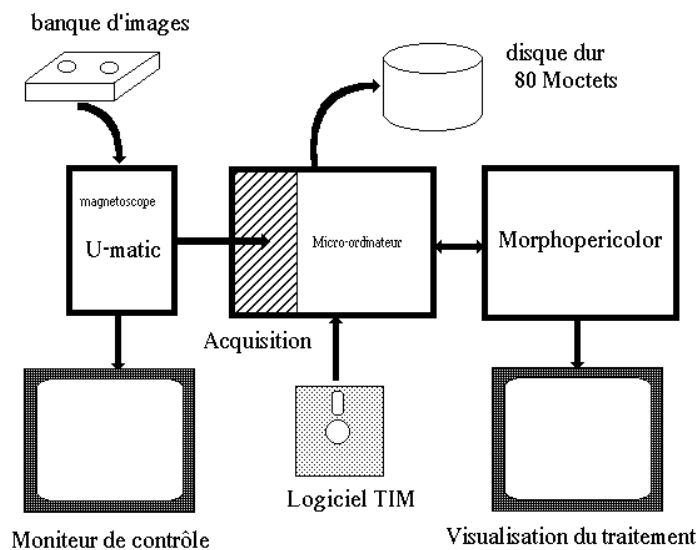 banque d'images
disque dur
80 Moctets
magnetoscope
U-matic
Micro-ordinateur
Morphopericolor
Acquisition
Logiciel TIM
Moniteur de contrôle
Visualisation du traitement